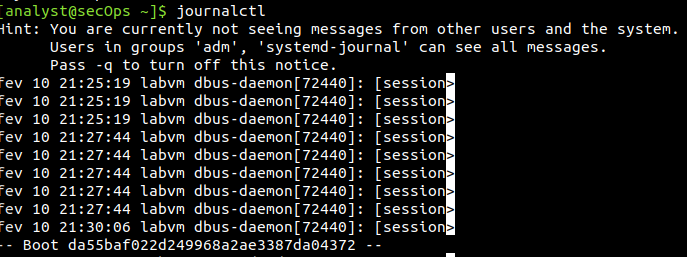 [analyst@secOps ~]$ journalctl
Hint: You are currently not seeing messages from other users and the system.
      Users in groups 'adm', 'systemd-journal' can see all messages.
      Pass -q to turn off this notice.
fev 10 21:25:19 labvm dbus-daemon[72440]: [session>
fev 10 21:25:19 labvm dbus-daemon[72440]: [session>
fev 10 21:25:19 labvm dbus-daemon[72440]: [session>
fev 10 21:27:44 labvm dbus-daemon[72440]: [session>
fev 10 21:27:44 labvm dbus-daemon[72440]: [session>
fev 10 21:27:44 labvm dbus-daemon[72440]: [session>
fev 10 21:27:44 labvm dbus-daemon[72440]: [session>
fev 10 21:27:44 labvm dbus-daemon[72440]: [session>
fev 10 21:30:06 labvm dbus-daemon[72440]: [session>
-- Boot da55baf022d249968a2ae3387da04372 --